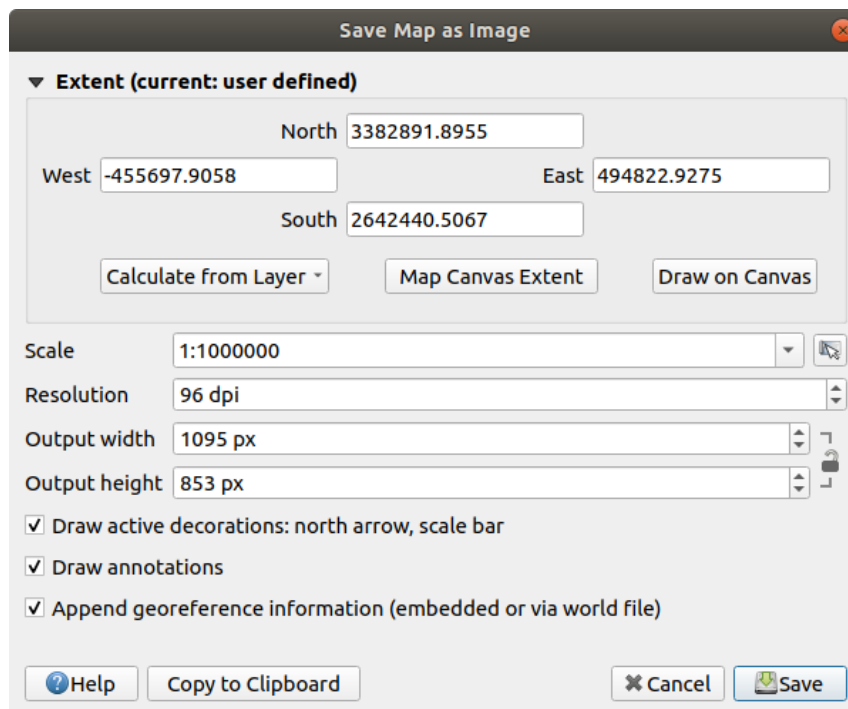 Save Map as Image
Extent (current: user defined)
North 3382891.8955
West -455697.9058 East 494822.9275
South 2642440.5067
Calculate from Layer Map Canvas Extent Draw on Canvas
Scale 1:1000000
Resolution 96 dpi
Output width 1095 px
Output height 853 px
Draw active decorations: north arrow, scale bar
Draw annotations
Append georeference information (embedded or via world file)
Help Copy to Clipboard Cancel Save